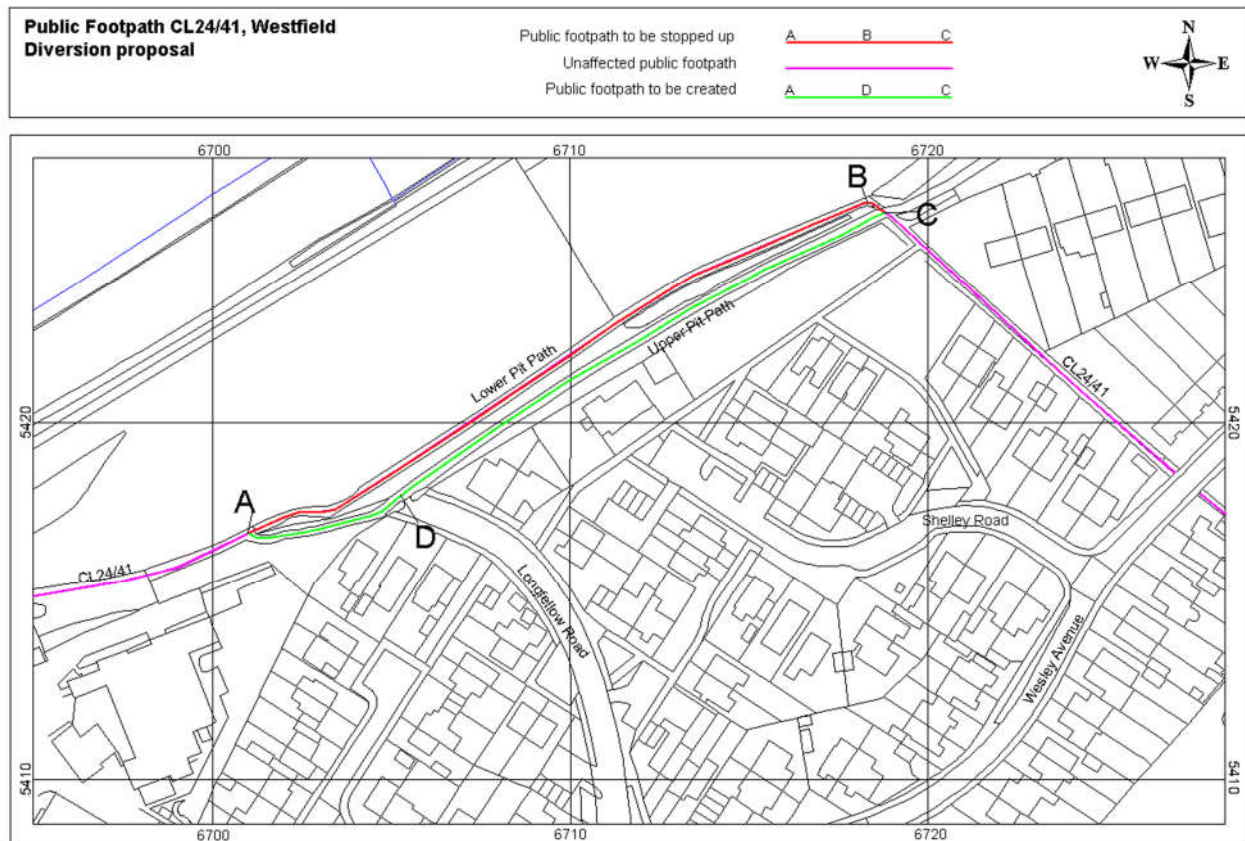 Public Footpath CL24/41, Westfield
Diversion proposal
Public footpath to be stopped up A B C
Unaffected public footpath
Public footpath to be created A D C
N
W E
S
6700 6710 6720
B
C
Lower Pit Path
Upper Pit Path
CL24/41
5420 5420
A
D
Shelley Road
CL24/41
Longfellow Road
Wesley Avenue
5410 5410
6700 6710 6720